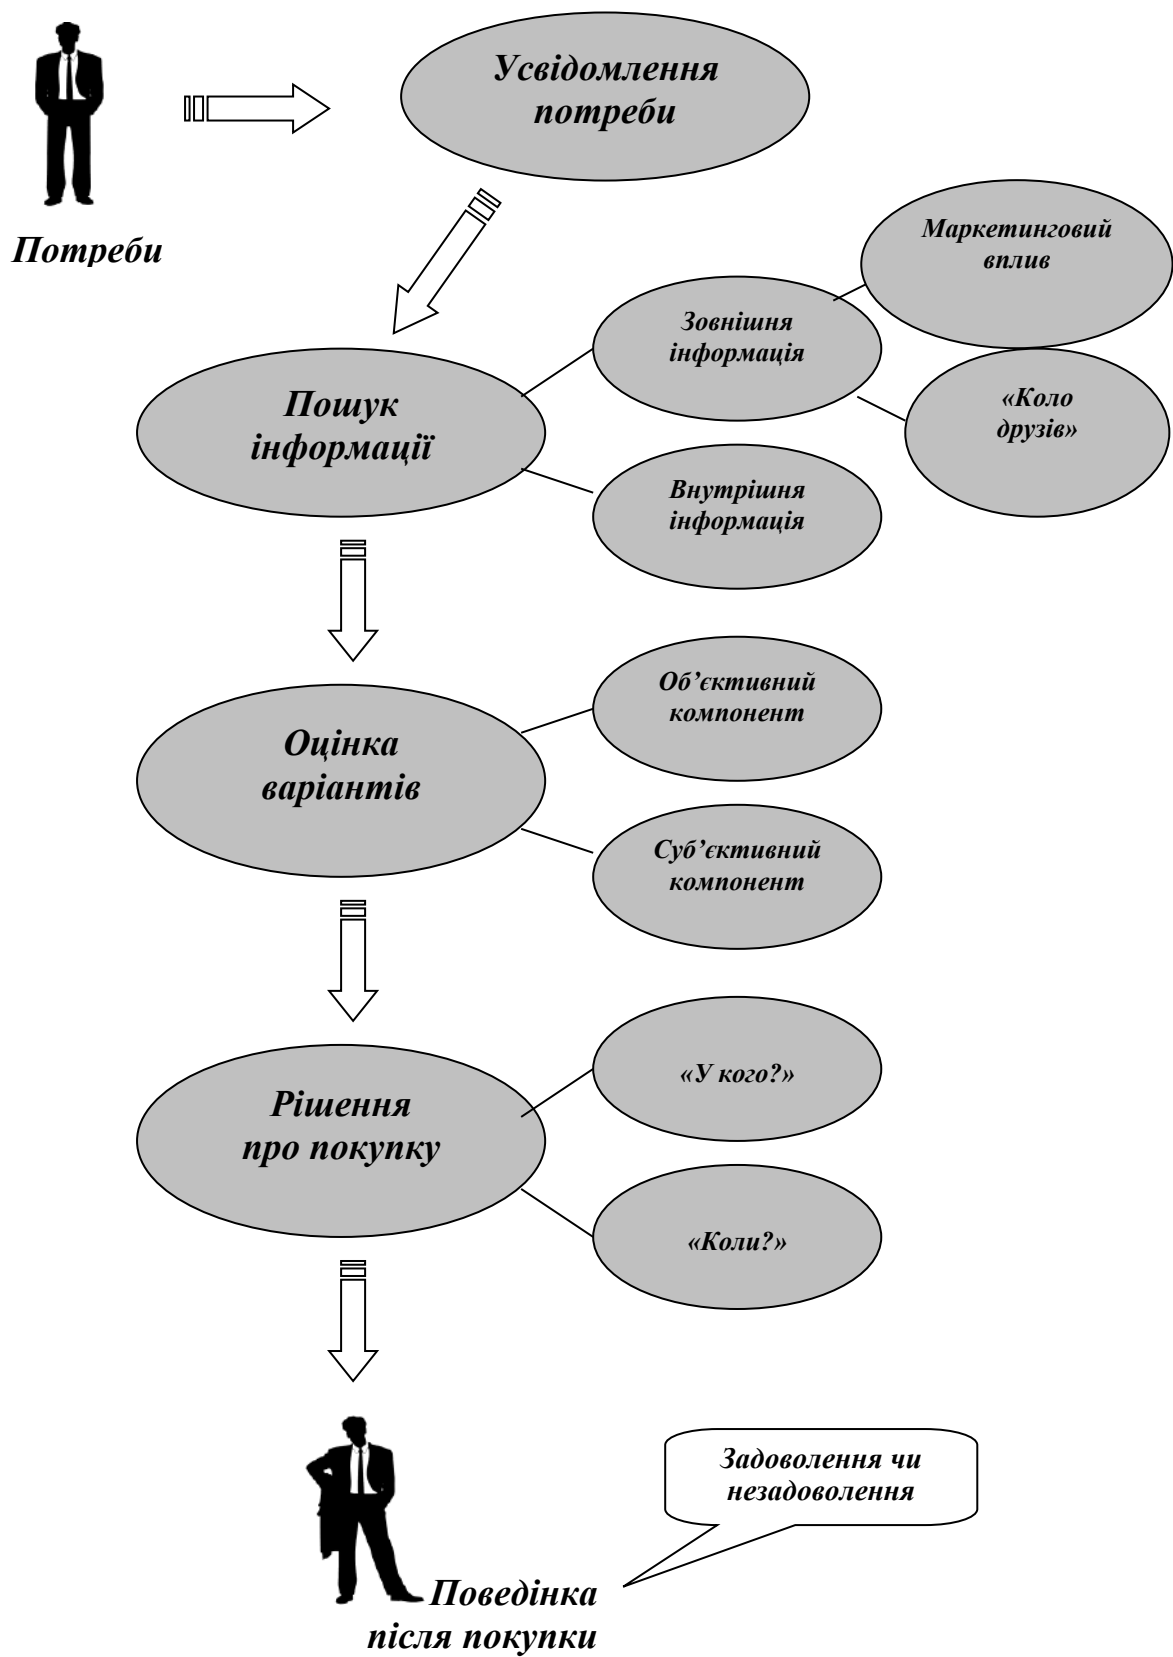 Усвідомлення
потреби
Потреби
Маркетинговий
вплив
Зовнішня
інформація
«Коло
друзів»
Пошук
інформації
Внутрішня
інформація
Об’єктивний
компонент
Оцінка
варіантів
Суб’єктивний
компонент
«У кого?»
Рішення
про покупку
«Коли?»
Задоволення чи
незадоволення
Поведінка
після покупки